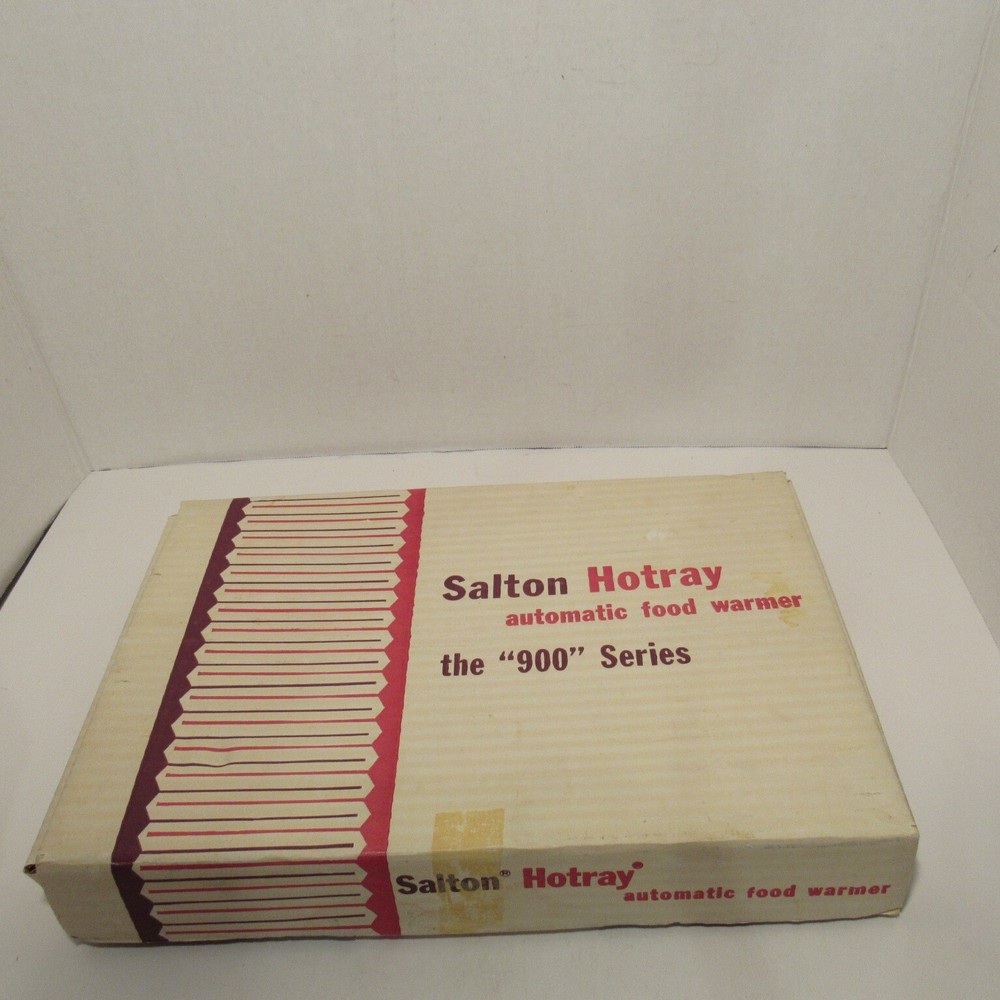 Salton Hotray
automatic food warmer
the “900” Series
Salton® Hotray®
automatic food warmer